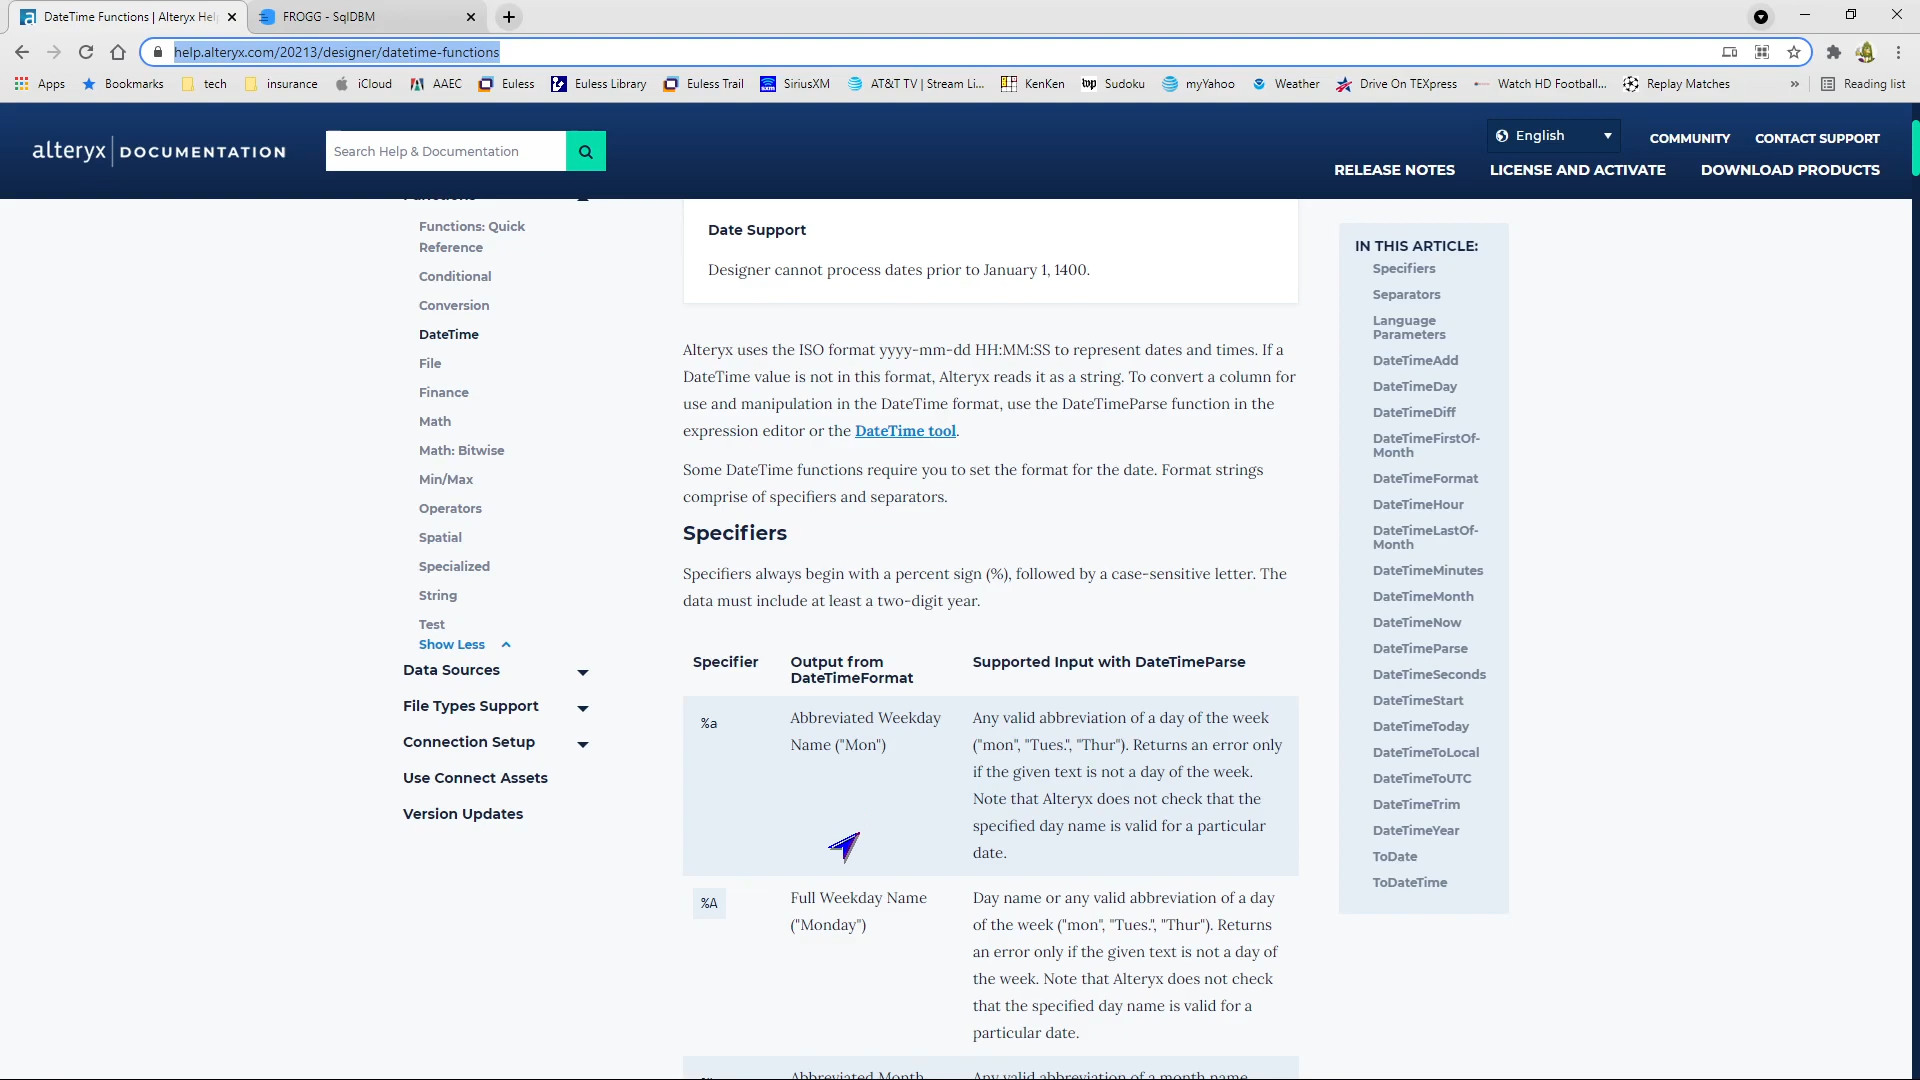 DateTime Functions | Alteryx Hel
FROGG - SqlDBM
help.alteryx.com/20213/designer/datetime-functions
Apps
Bookmarks
tech
insurance
iCloud
AAEC
Euless
Euless Library
Euless Trail
SiriusXM
AT&T TV | Stream Li...
KenKen
wp Sudoku
myYahoo
Weather
Drive On TEXpress
Watch HD Football...
Replay Matches
»
Reading list
alteryx | DOCUMENTATION
Search Help & Documentation
English
COMMUNITY
CONTACT SUPPORT
RELEASE NOTES
LICENSE AND ACTIVATE
DOWNLOAD PRODUCTS
Functions
Functions: Quick
Reference
Conditional
Conversion
DateTime
File
Finance
Math
Math: Bitwise
Min/Max
Operators
Spatial
Specialized
String
Test
Show Less
Data Sources
File Types Support
Connection Setup
Use Connect Assets
Version Updates
Date Support
Designer cannot process dates prior to January 1, 1400.
Alteryx uses the ISO format yyyy-mm-dd HH:MM:SS to represent dates and times. If a
DateTime value is not in this format, Alteryx reads it as a string. To convert a column for
use and manipulation in the DateTime format, use the DateTimeParse function in the
expression editor or the DateTime tool.
Some DateTime functions require you to set the format for the date. Format strings
comprise of specifiers and separators.
Specifiers
Specifiers always begin with a percent sign (%), followed by a case-sensitive letter. The
data must include at least a two-digit year.
Specifier
Output from
DateTimeFormat
Supported Input with DateTimeParse
%a
Abbreviated Weekday
Name ("Mon")
Any valid abbreviation of a day of the week
("mon", "Tues.", "Thur"). Returns an error only
if the given text is not a day of the week.
Note that Alteryx does not check that the
specified day name is valid for a particular
date.
%A
Full Weekday Name
("Monday")
Day name or any valid abbreviation of a day
of the week ("mon", "Tues.", "Thur"). Returns
an error only if the given text is not a day of
the week. Note that Alteryx does not check
that the specified day name is valid for a
particular date.
Abbreviated Month
Any valid abbreviation of a month name
IN THIS ARTICLE:
Specifiers
Separators
Language
Parameters
DateTimeAdd
DateTimeDay
DateTimeDiff
DateTimeFirstOf-
Month
DateTimeFormat
DateTimeHour
DateTimeLastOf-
Month
DateTimeMinutes
DateTimeMonth
DateTimeNow
DateTimeParse
DateTimeSeconds
DateTimeStart
DateTimeToday
DateTimeToLocal
DateTimeToUTC
DateTimeTrim
DateTimeYear
ToDate
ToDateTime